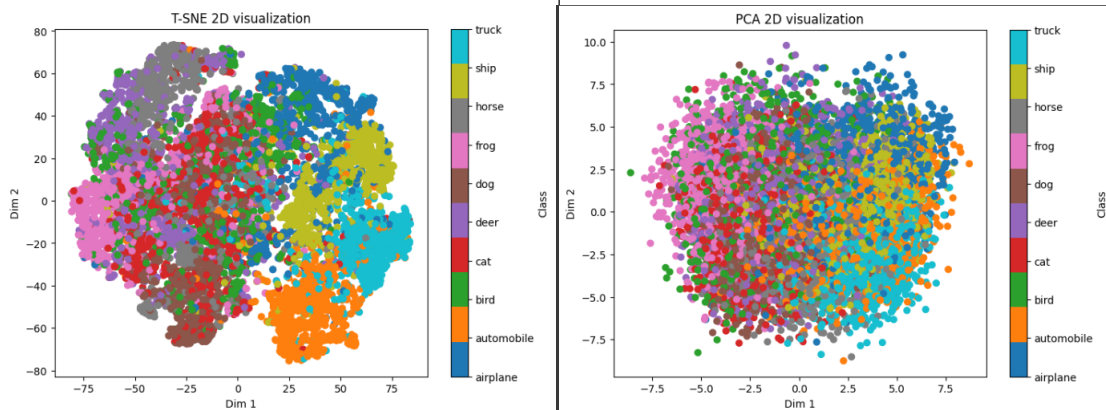 T-SNE 2D visualization
80
60
40
20
0
−20
−40
−60
−80
Dim 2
−75
−50
−25
0
25
50
75
Dim 1
truck
ship
horse
frog
dog
deer
cat
bird
automobile
airplane
Class
PCA 2D visualization
10.0
7.5
5.0
2.5
0.0
−2.5
−5.0
−7.5
Dim 2
−7.5
−5.0
−2.5
0.0
2.5
5.0
7.5
Dim 1
truck
ship
horse
frog
dog
deer
cat
bird
automobile
airplane
Class